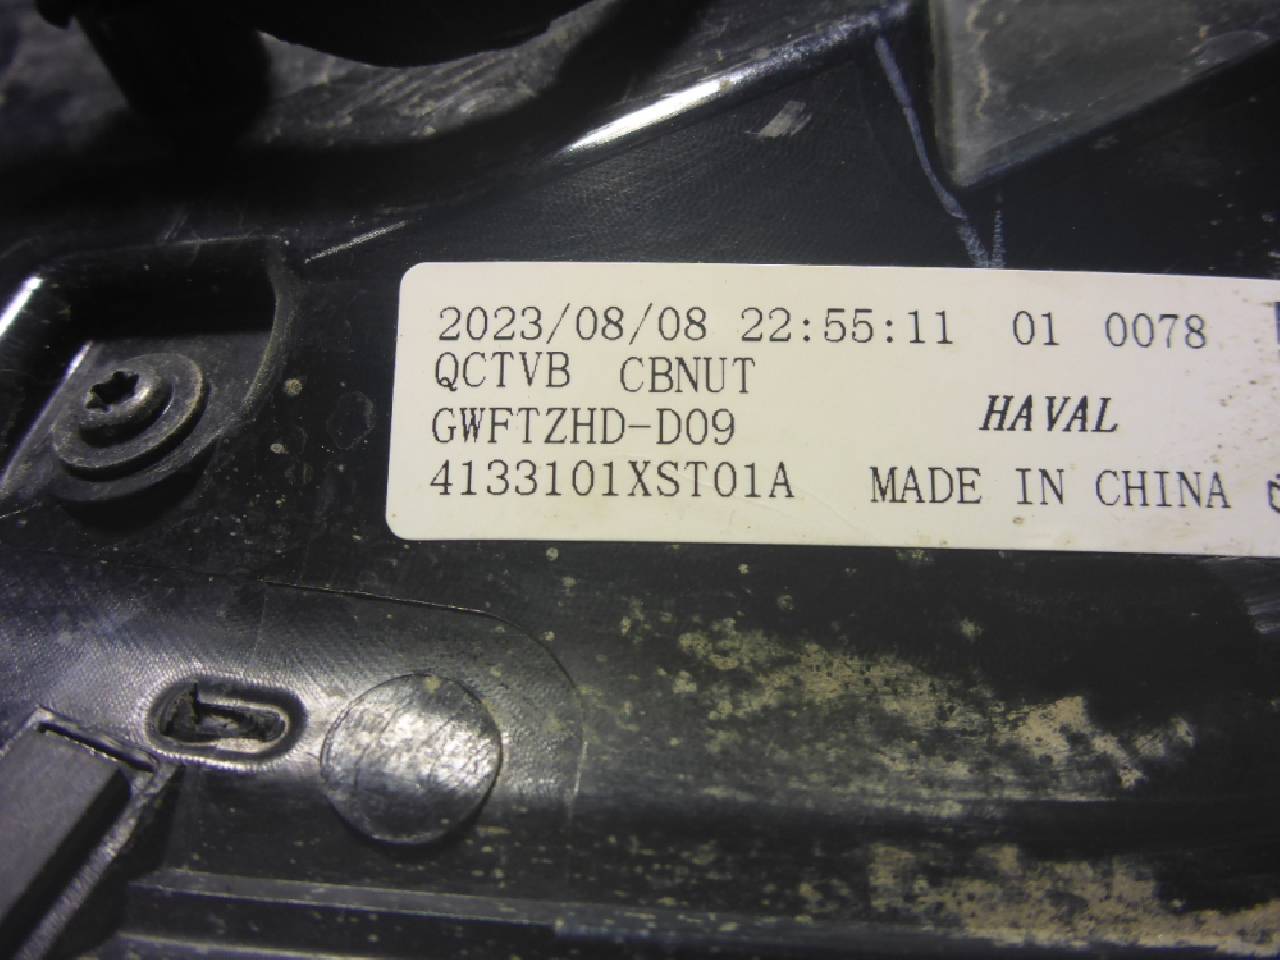 2023/08/08 22:55:11 01 0078
QCTVB CBNUT
GWFTZHD-D09 HAVAL
4133101XST01A MADE IN CHINA